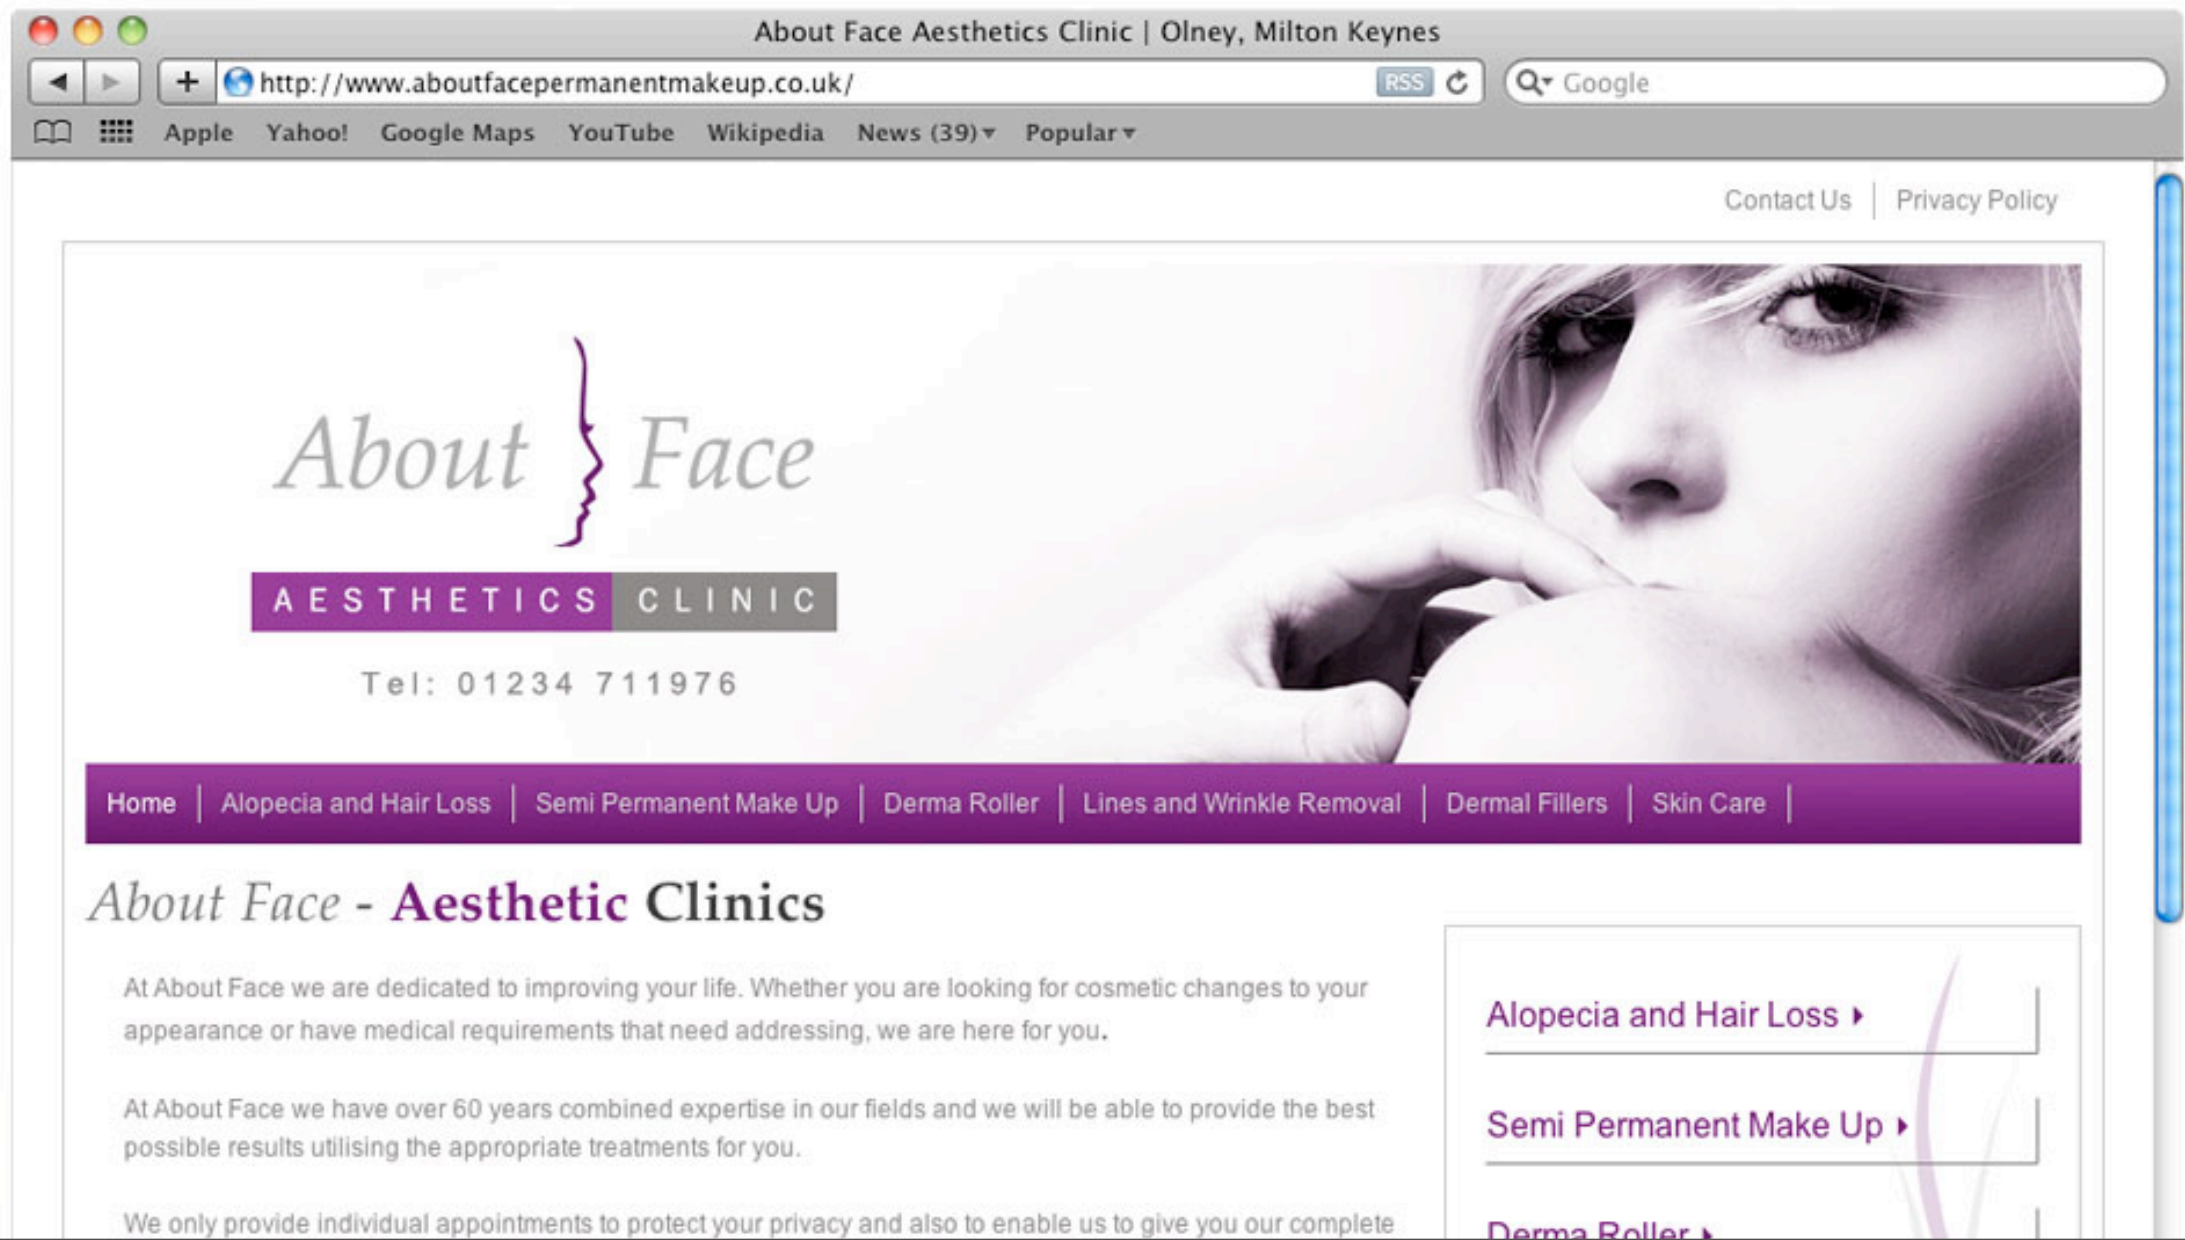 About Face Aesthetics Clinic | Olney, Milton Keynes
http://www.aboutfacepermanentmakeup.co.uk/ RSS Google
Apple Yahoo! Google Maps YouTube Wikipedia News (39) Popular
Contact Us Privacy Policy
About Face
AESTHETICS CLINIC
Tel: 01234 711976
Home Alopecia and Hair Loss Semi Permanent Make Up Derma Roller Lines and Wrinkle Removal Dermal Fillers Skin Care
About Face - Aesthetic Clinics
At About Face we are dedicated to improving your life. Whether you are looking for cosmetic changes to your
appearance or have medical requirements that need addressing, we are here for you.
At About Face we have over 60 years combined expertise in our fields and we will be able to provide the best
possible results utilising the appropriate treatments for you.
We only provide individual appointments to protect your privacy and also to enable us to give you our complete
Alopecia and Hair Loss
Semi Permanent Make Up
Derma Roller